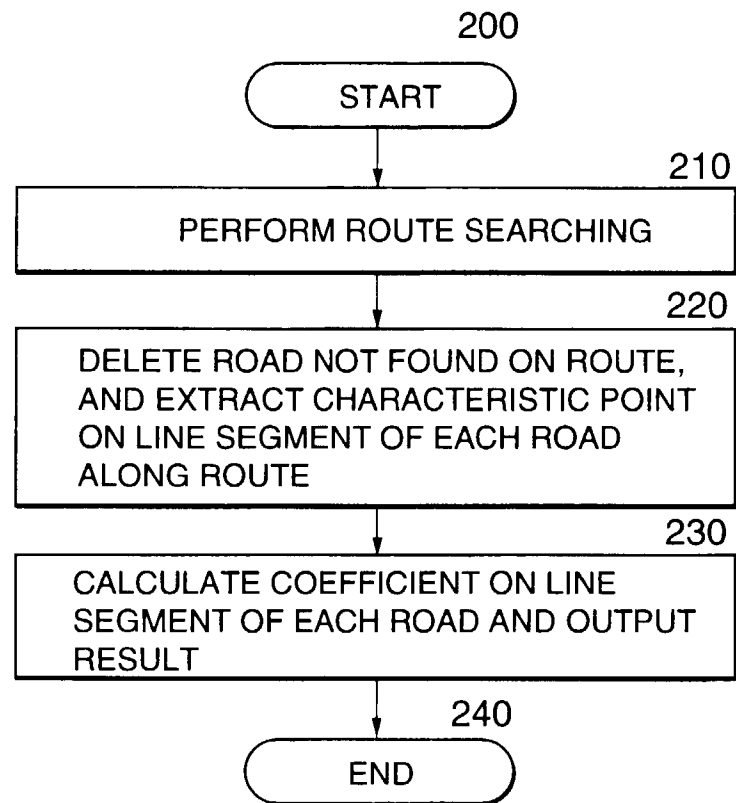 200
START
210
PERFORM ROUTE SEARCHING
220
DELETE ROAD NOT FOUND ON ROUTE,
AND EXTRACT CHARACTERISTIC POINT
ON LINE SEGMENT OF EACH ROAD
ALONG ROUTE
230
CALCULATE COEFFICIENT ON LINE
SEGMENT OF EACH ROAD AND OUTPUT
RESULT
240
END